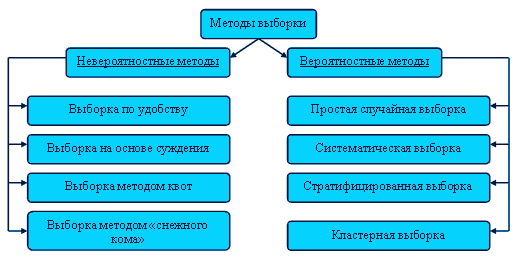 Методы выборки
Невероятностные методы
Вероятностные методы
Выборка по удобству
Простая случайная выборка
Выборка на основе суждения
Систематическая выборка
Выборка методом квот
Стратифицированная выборка
Выборка методом «снежного
кома»
Кластерная выборка